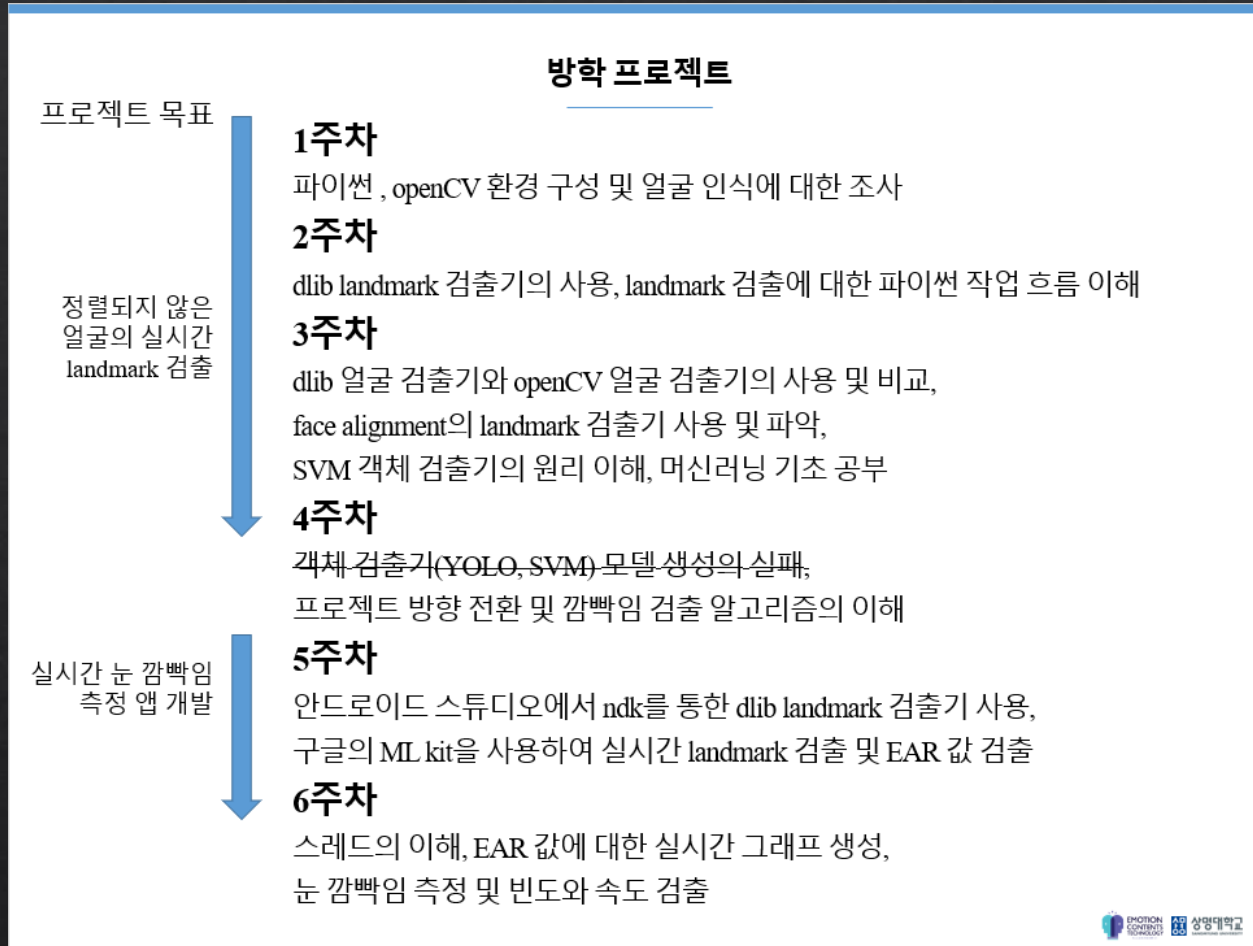 방학 프로젝트
프로젝트 목표
1주차
파이썬 , openCV 환경 구성 및 얼굴 인식에 대한 조사
2주차
dlib landmark 검출기의 사용, landmark 검출에 대한 파이썬 작업 흐름 이해
정렬되지 않은
얼굴의 실시간
landmark 검출
3주차
dlib 얼굴 검출기와 openCV 얼굴 검출기의 사용 및 비교,
face alignment의 landmark 검출기 사용 및 파악,
SVM 객체 검출기의 원리 이해, 머신러닝 기초 공부
4주차
객체 검출기(YOLO, SVM) 모델 생성의 실패,
프로젝트 방향 전환 및 깜빡임 검출 알고리즘의 이해
실시간 눈 깜빡임
측정 앱 개발
5주차
안드로이드 스튜디오에서 ndk를 통한 dlib landmark 검출기 사용,
구글의 ML kit을 사용하여 실시간 landmark 검출 및 EAR 값 검출
6주차
스레드의 이해, EAR 값에 대한 실시간 그래프 생성,
눈 깜빡임 측정 및 빈도와 속도 검출
EMOTION
CONTENTS
TECHNOLOGY
상명대학교